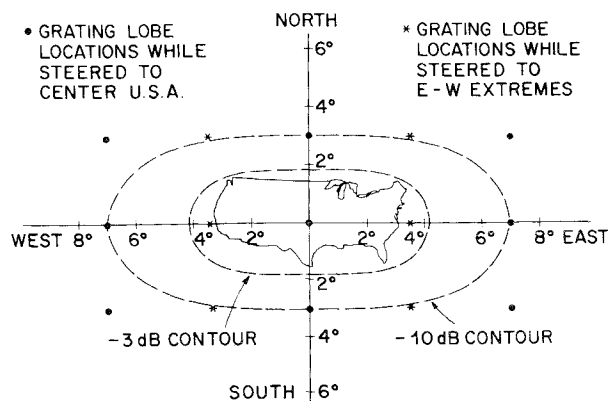 NORTH
• GRATING LOBE
LOCATIONS WHILE
STEERED TO
CENTER U.S.A.
* GRATING LOBE
LOCATIONS WHILE
STEERED TO
E-W EXTREMES
6°
4°
2°
WEST 8° 6° 4° 2° 2° 4° 6° 8° EAST
2°
-3 dB CONTOUR
4°
-10 dB CONTOUR
SOUTH 6°